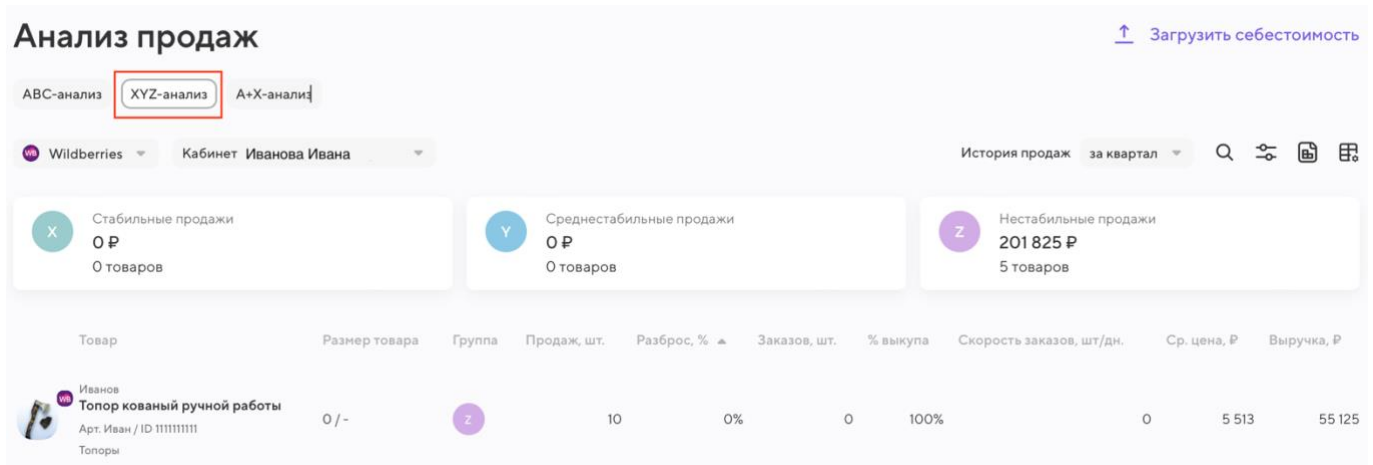 Анализ продаж
Загрузить себестоимость
ABC-анализ XYZ-анализ A+X-анализ
WB Wildberries Кабинет Иванова Ивана История продаж за квартал
X Стабильные продажи
0 ₽
0 товаров
Y Среднестабильные продажи
0 ₽
0 товаров
Z Нестабильные продажи
201 825 ₽
5 товаров
Товар Размер товара Группа Продаж, шт. Разброс, % Заказов, шт. % выкупа Скорость заказов, шт/дн. Ср. цена, ₽ Выручка, ₽
Иванов
WB Топор кованый ручной работы
Арт. Иван / ID 1111111111
Топоры
0 / - Z 10 0% 0 100% 0 5 513 55 125